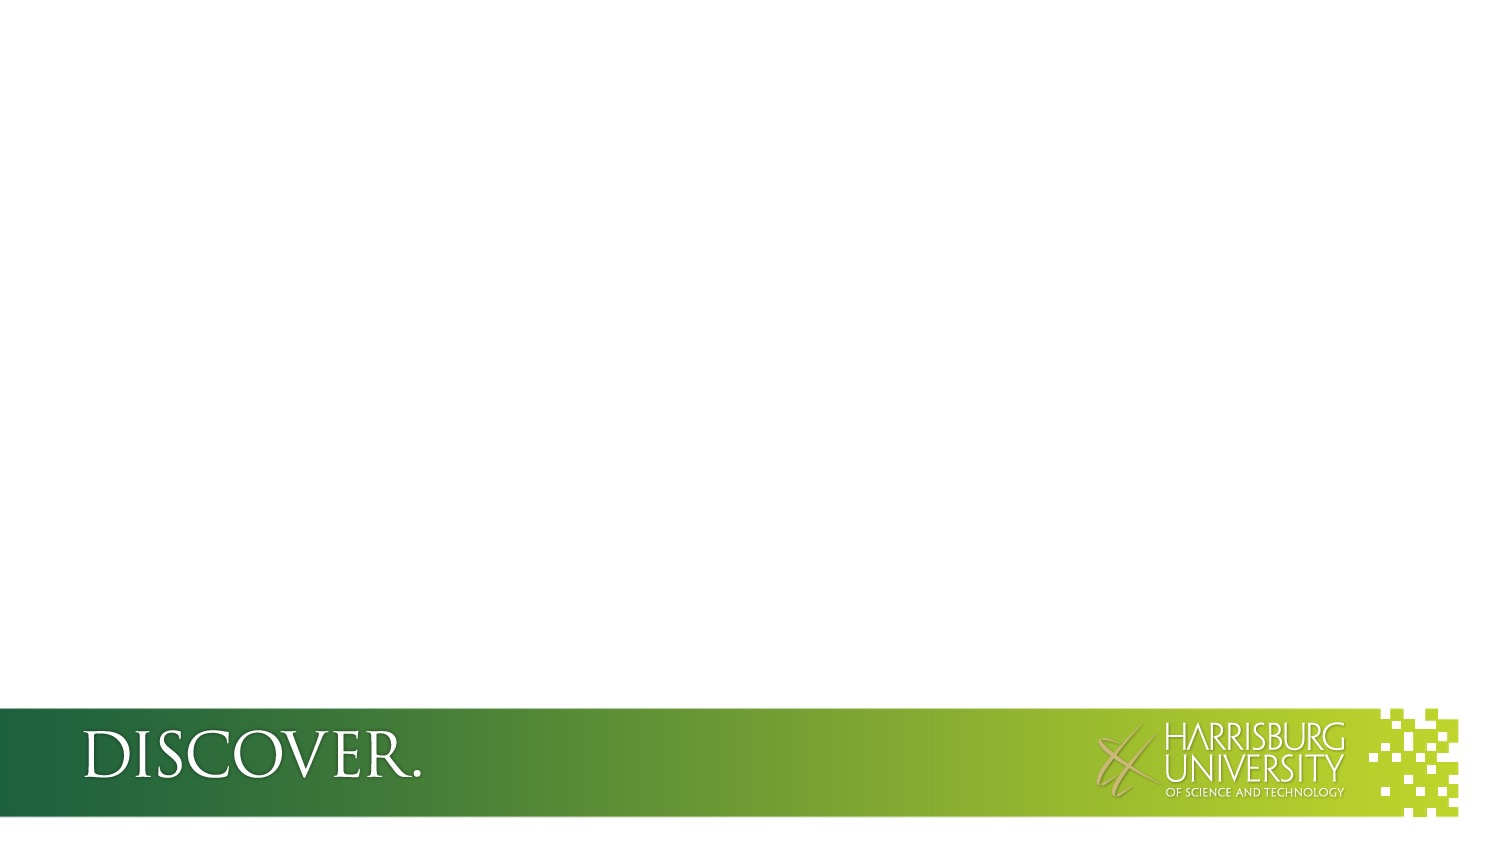 DISCOVER.
HARRISBURG
UNIVERSITY
OF SCIENCE AND TECHNOLOGY